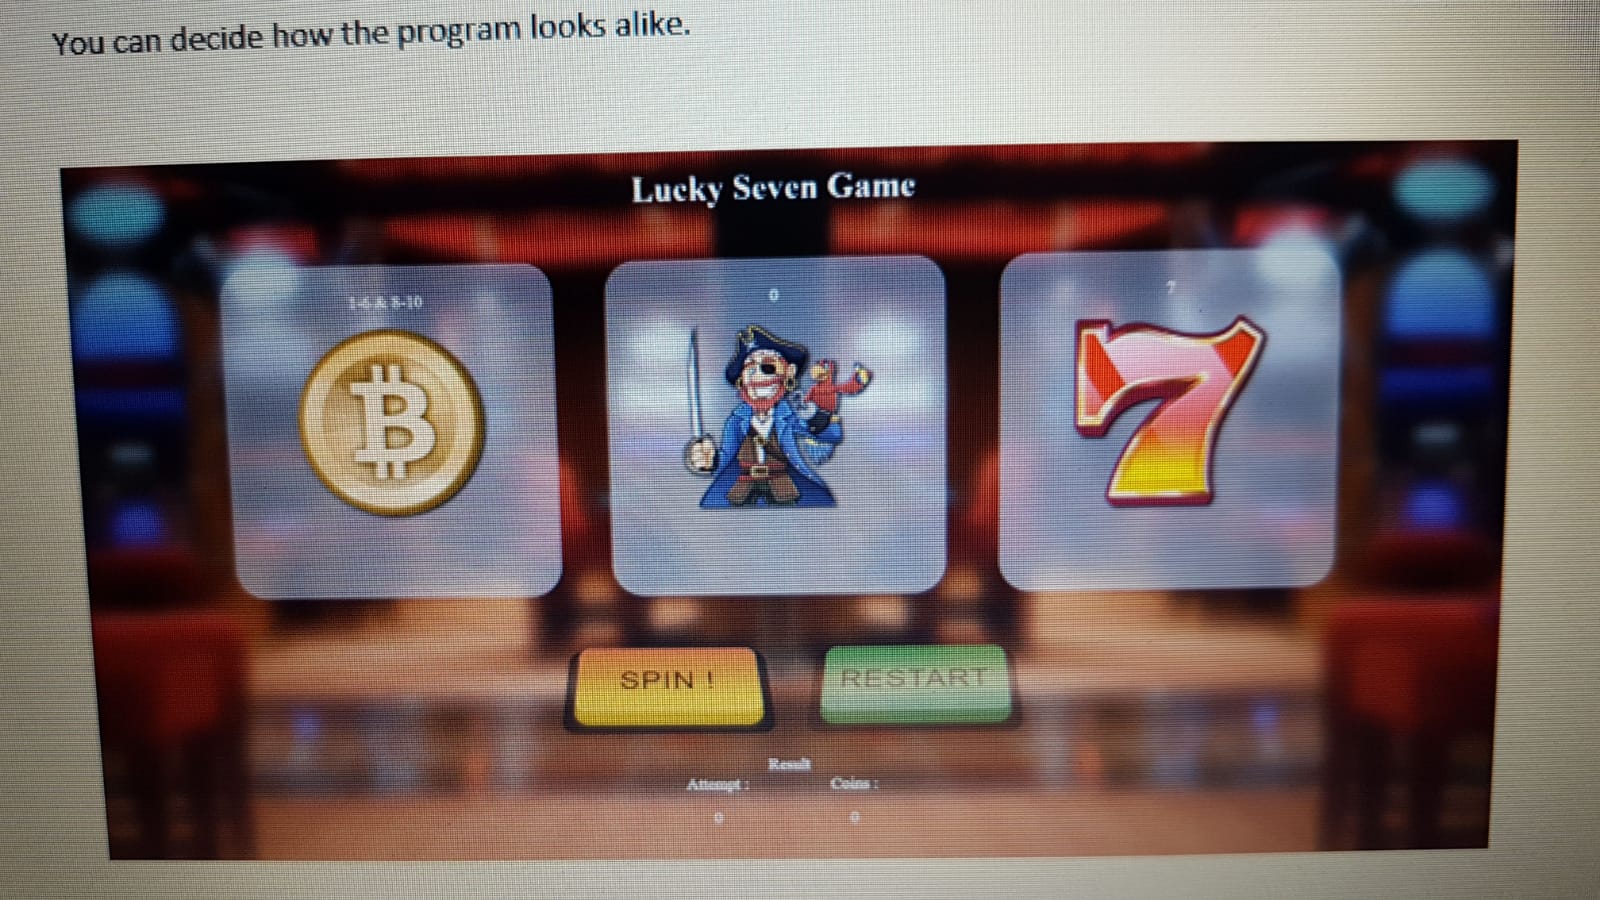 You can decide how the program looks alike.
Lucky Seven Game
1-6 & 8-10
0
7
SPIN !
RESTART
Result
Attempt : Coins :
0 0